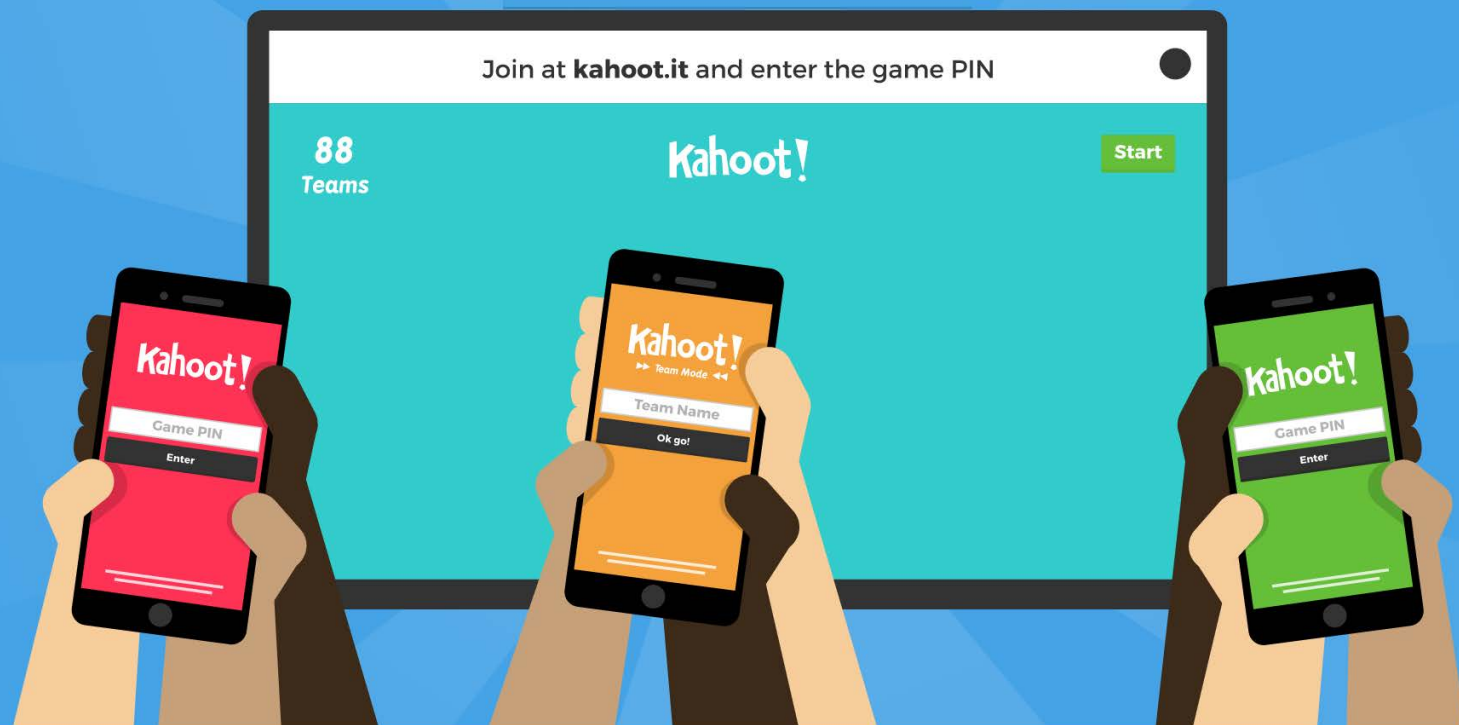 Join at kahoot.it and enter the game PIN
88
Teams
Kahoot!
Start
Kahoot!
Game PIN
Enter
Kahoot!
Team Mode
Team Name
Ok go!
Kahoot!
Game PIN
Enter